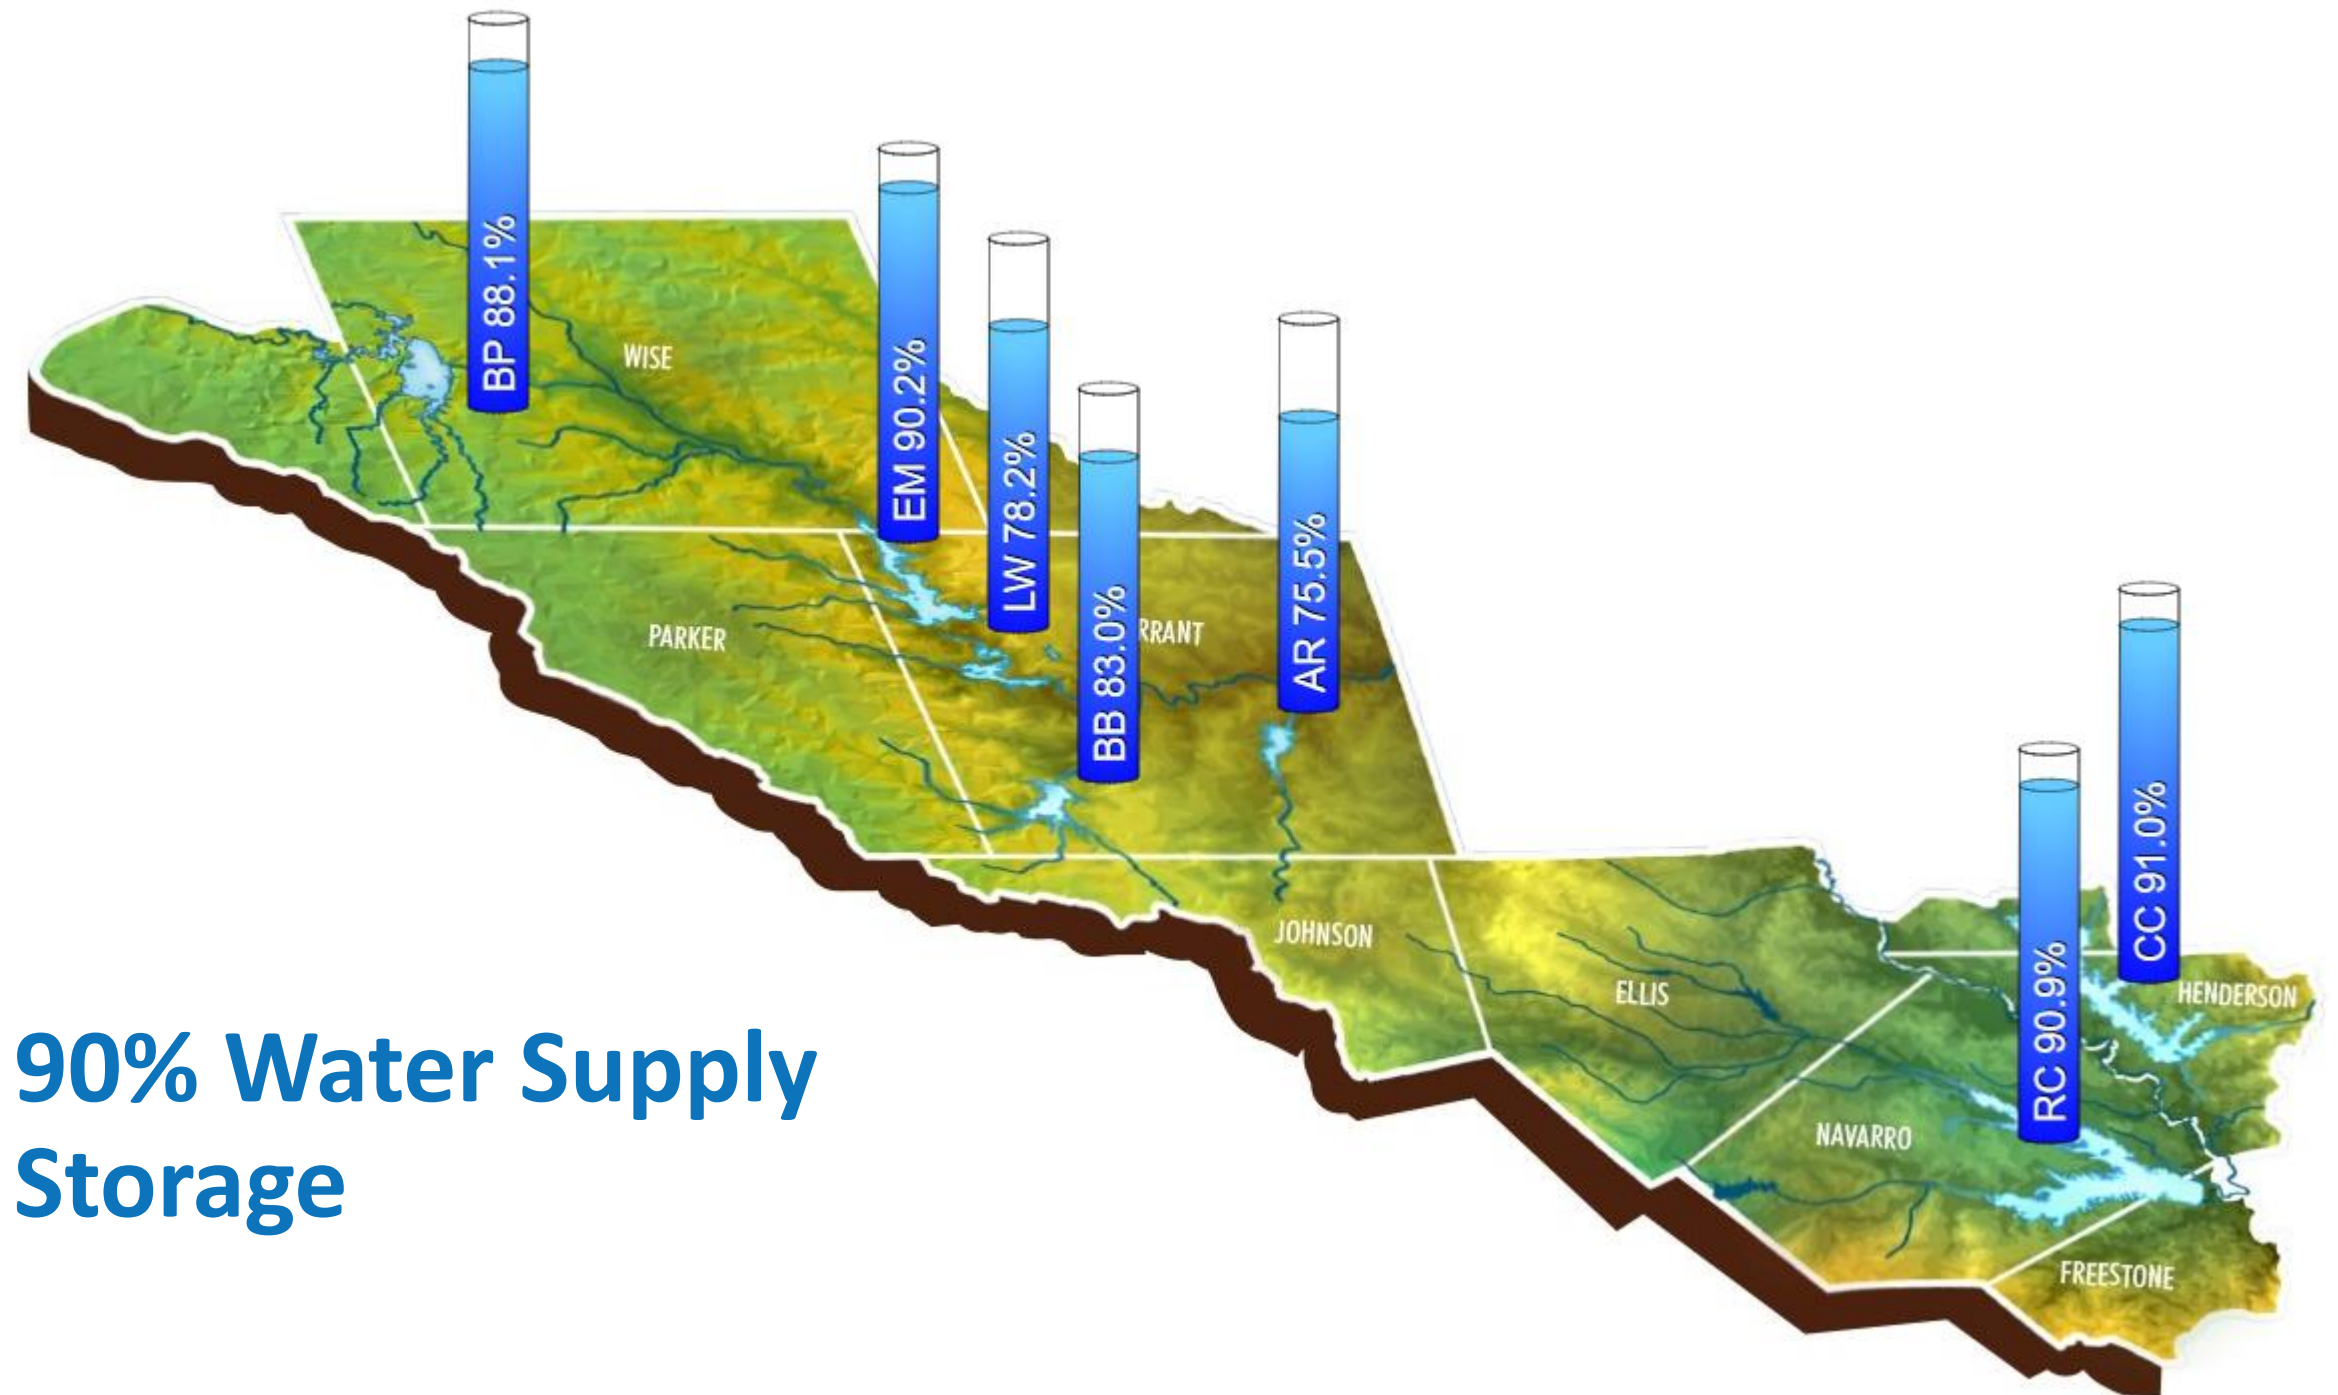 BP 88.1%
EM 90.2%
LW 78.2%
BB 83.0%
AR 75.5%
CC 91.0%
RC 90.9%
WISE
PARKER
RRANT
JOHNSON
ELLIS
HENDERSON
NAVARRO
FREESTONE
90% Water Supply
Storage